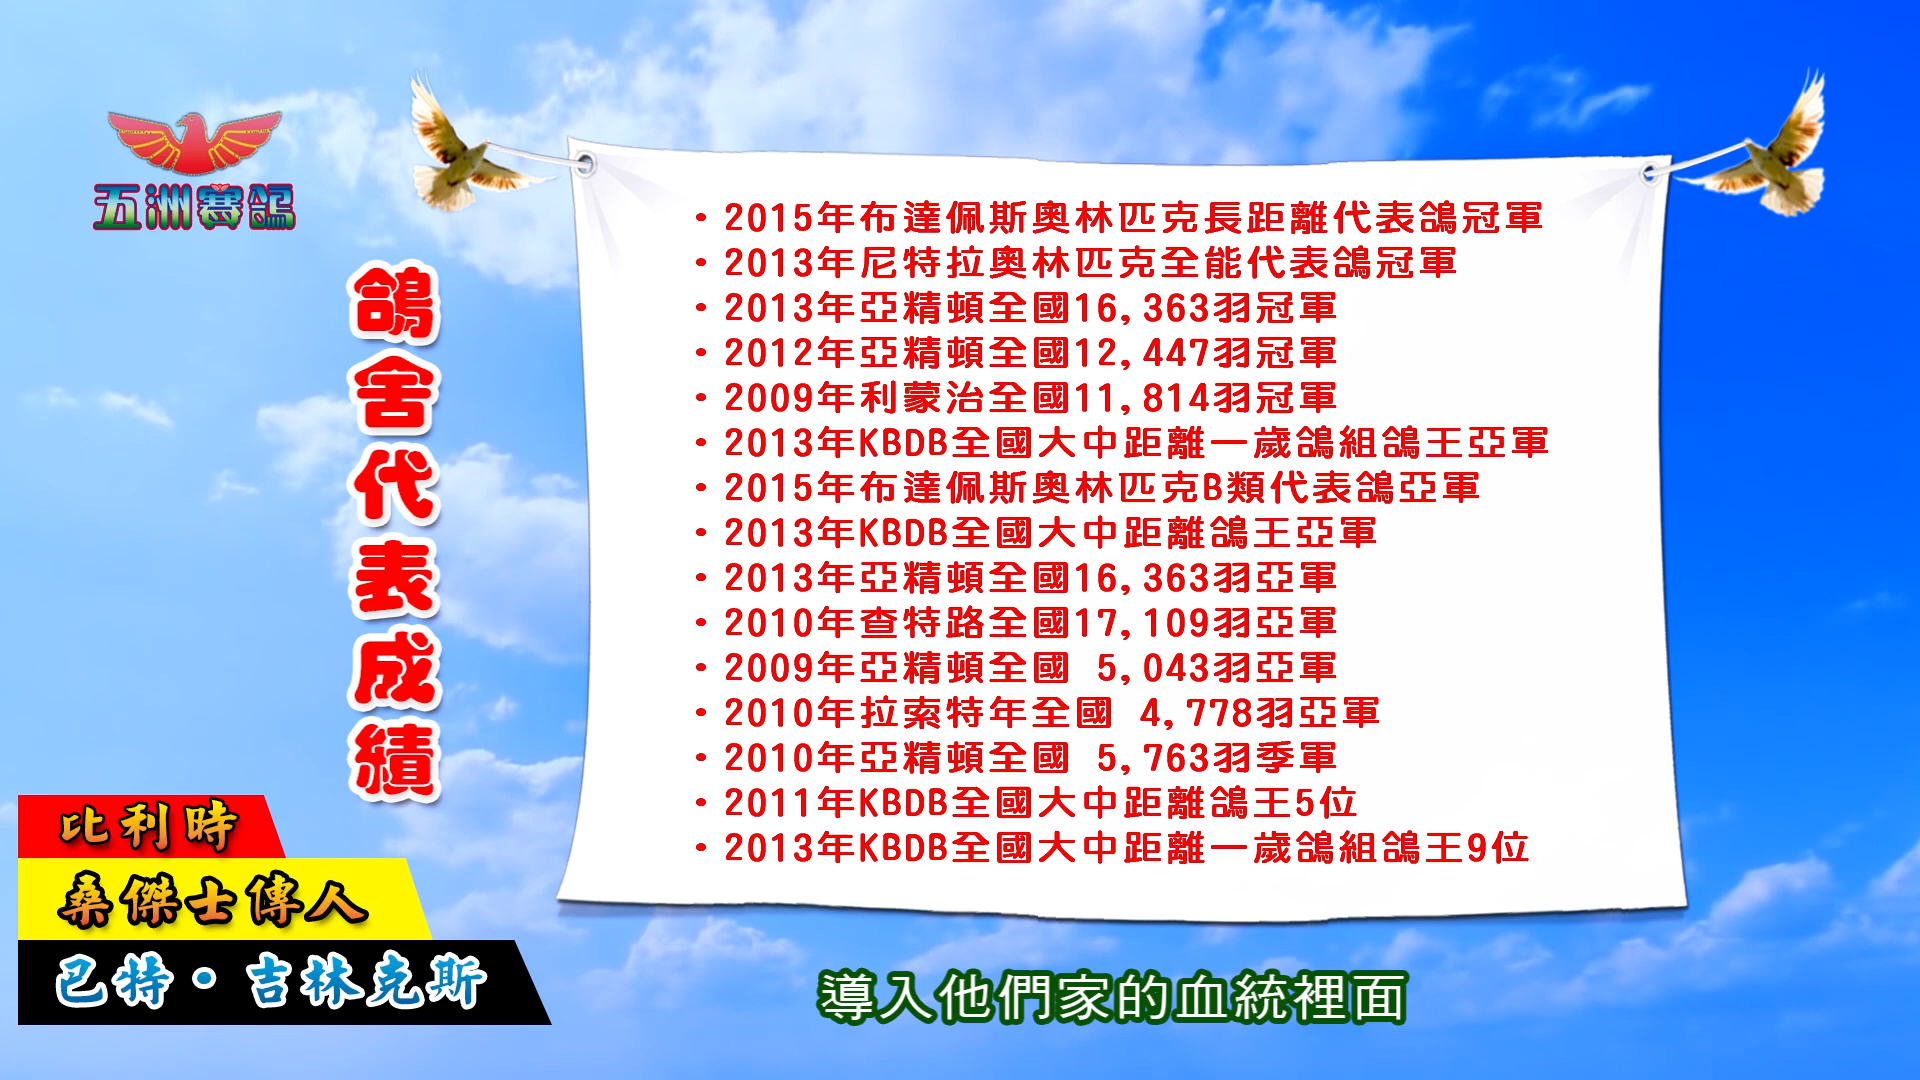 五洲賽鴿
鴿舍代表成績
•2015年布達佩斯奧林匹克長距離代表鴿冠軍
•2013年尼特拉奧林匹克全能代表鴿冠軍
•2013年亞精頓全國16,363羽冠軍
•2012年亞精頓全國12,447羽冠軍
•2009年利蒙治全國11,814羽冠軍
•2013年KBDB全國大中距離一歲鴿組鴿王亞軍
•2015年布達佩斯奧林匹克B類代表鴿亞軍
•2013年KBDB全國大中距離鴿王亞軍
•2013年亞精頓全國16,363羽亞軍
•2010年查特路全國17,109羽亞軍
•2009年亞精頓全國 5,043羽亞軍
•2010年拉索特年全國 4,778羽亞軍
•2010年亞精頓全國 5,763羽季軍
•2011年KBDB全國大中距離鴿王5位
•2013年KBDB全國大中距離一歲鴿組鴿王9位
比利時
桑傑士傳人
巴特·吉林克斯
導入他們家的血統裡面